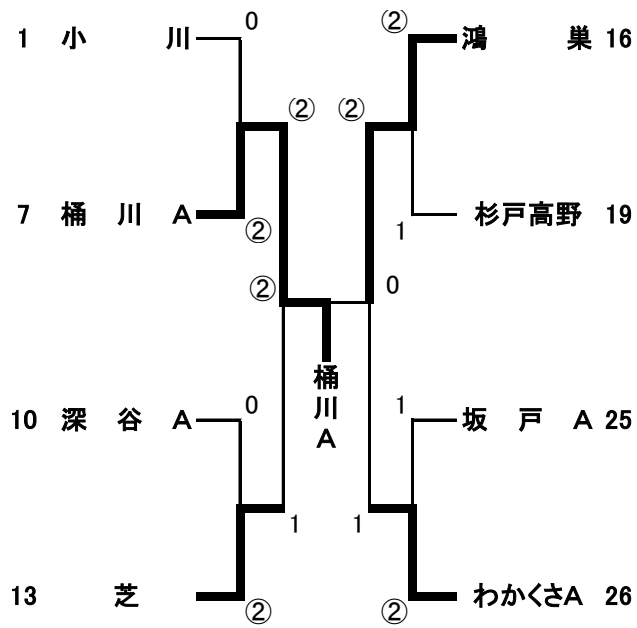 1 小 川 0 ② 鴻 巣 16
② ②
7 桶 川 A ② 1 杉戸高野 19
② 0
桶川A
10 深 谷 A 0 1 坂 戸 A 25
1 1
13 芝 ② ② わかくさA 26